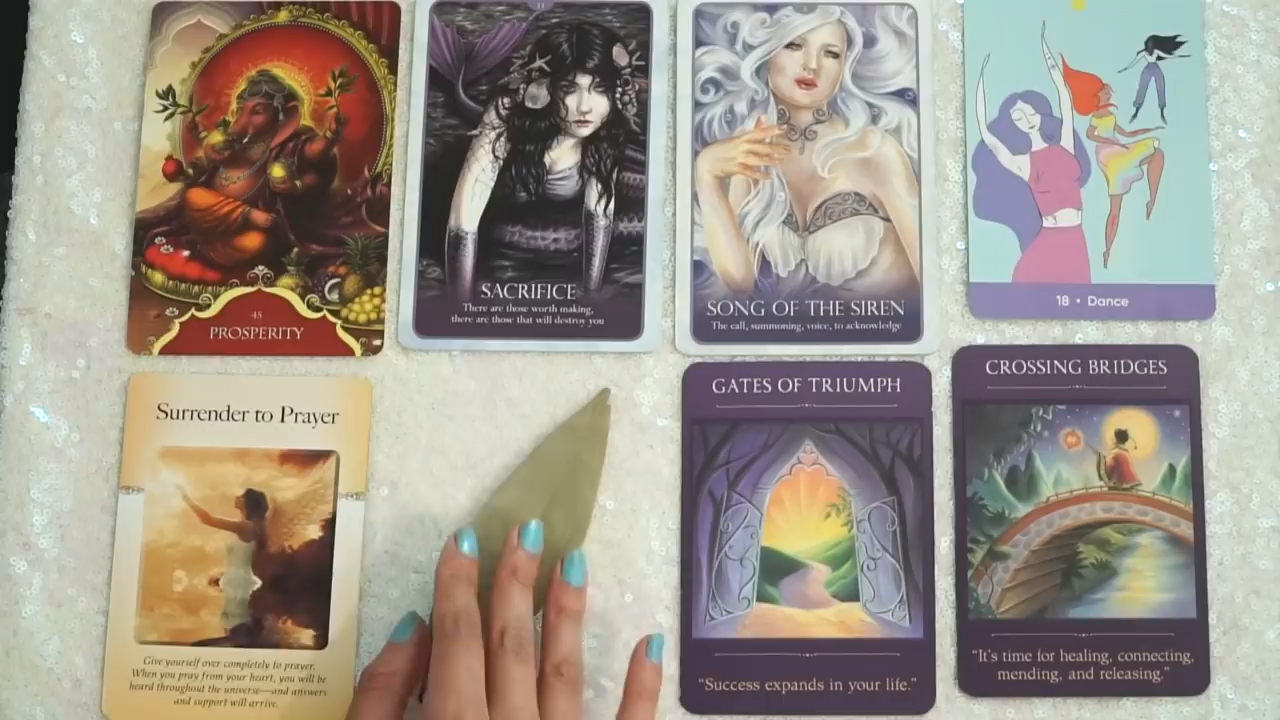 45
PROSPERITY
11
SACRIFICE
There are those worth making,
there are those that will destroy you
SONG OF THE SIREN
The call, summoning, voice, to acknowledge
18 • Dance
Surrender to Prayer
Give yourself over completely to prayer.
When you pray from your heart, you will be
heard throughout the universe—and answers
and support will arrive.
GATES OF TRIUMPH
“Success expands in your life.”
CROSSING BRIDGES
“It’s time for healing, connecting,
mending, and releasing.”